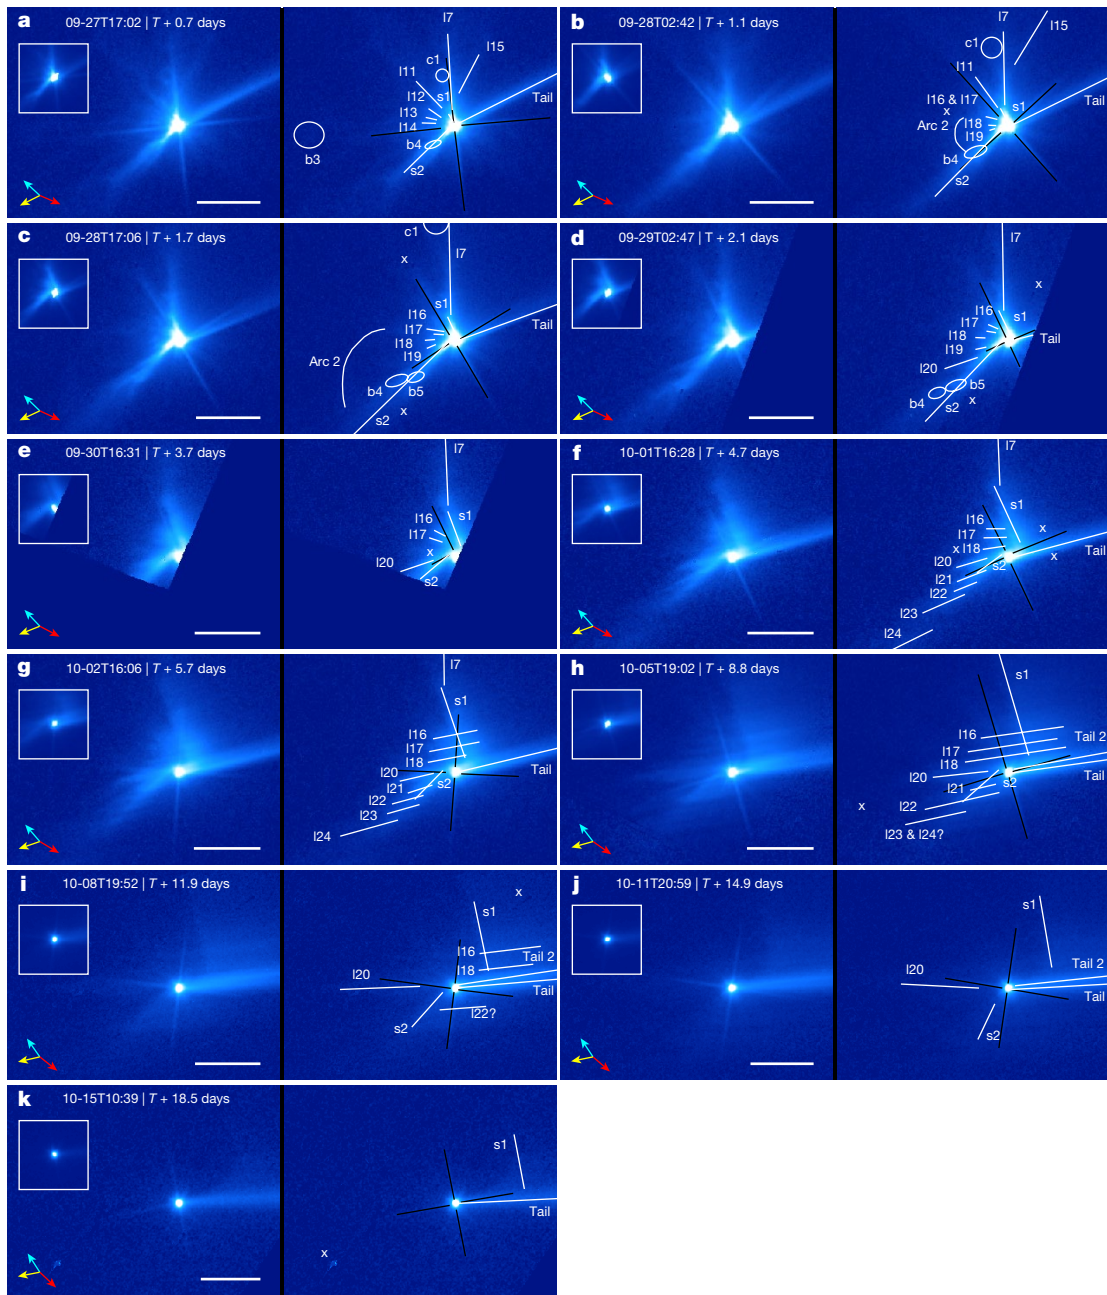 a 09-27T17:02 | T + 0.7 days
l7
l15
c1
l11
s1
l12
Tail
l13
l14
b3
b4
s2
b 09-28T02:42 | T + 1.1 days
l7
l15
c1
l11
l16 & l17
s1
Tail
x
Arc 2
l18
l19
b4
s2
c 09-28T17:06 | T + 1.7 days
c1
l7
x
s1
l16
l17
Tail
l18
l19
Arc 2
b4
b5
x
s2
d 09-29T02:47 | T + 2.1 days
l7
x
l16
s1
l17
l18
Tail
l19
l20
b4
b5
s2
x
e 09-30T16:31 | T + 3.7 days
l7
l16
s1
l17
x
l20
s2
f 10-01T16:28 | T + 4.7 days
l7
s1
l16
x
l17
x l18
Tail
x
l20
s2
l21
l22
l23
l24
g 10-02T16:06 | T + 5.7 days
l7
s1
l16
l17
l18
Tail
l20
s2
l21
l22
l23
l24
h 10-05T19:02 | T + 8.8 days
s1
l16
Tail 2
l17
l18
l20
Tail
s2
l21
l22
x
l23 & l24?
i 10-08T19:52 | T + 11.9 days
x
s1
l16
Tail 2
l18
l20
Tail
l22?
s2
j 10-11T20:59 | T + 14.9 days
s1
Tail 2
l20
Tail
s2
k 10-15T10:39 | T + 18.5 days
s1
Tail
x